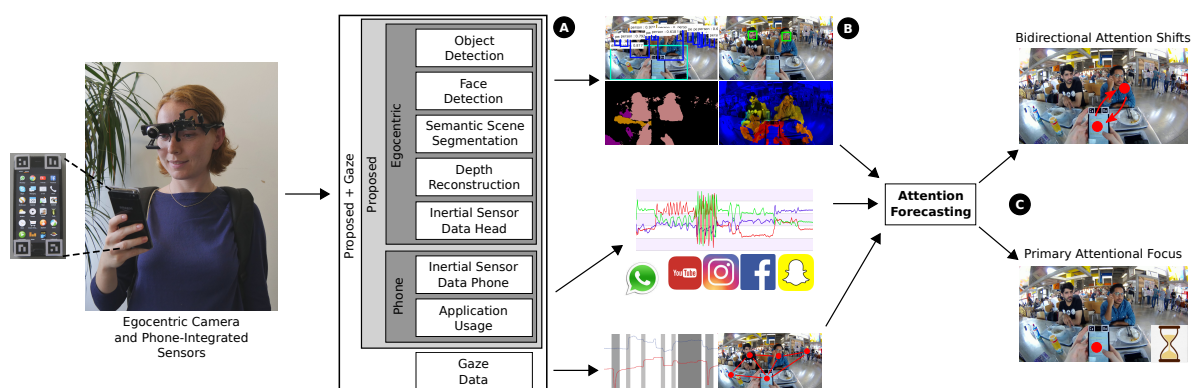 Egocentric Camera
and Phone-Integrated
Sensors
Proposed + Gaze
Proposed
Egocentric
Object
Detection
Face
Detection
Semantic Scene
Segmentation
Depth
Reconstruction
Inertial Sensor
Data Head
Phone
Inertial Sensor
Data Phone
Application
Usage
Gaze
Data
A
B
YouTube
Attention
Forecasting
C
Bidirectional Attention Shifts
Primary Attentional Focus